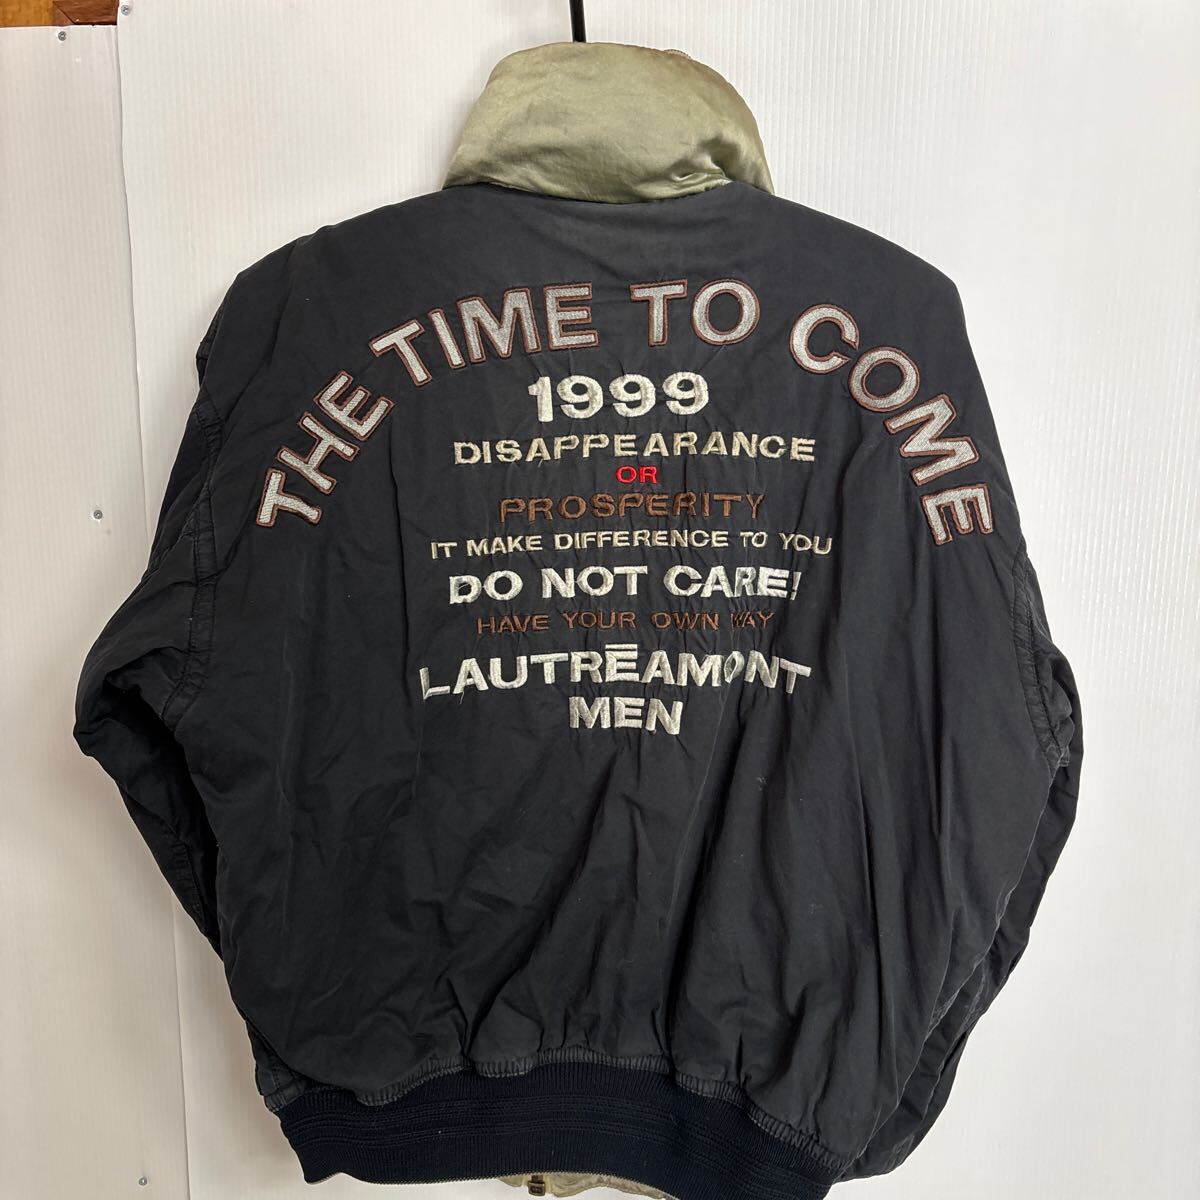 THE TIME TO COME
1999
DISAPPEARANCE
OR
PROSPERITY
IT MAKE DIFFERENCE TO YOU
DO NOT CARE!
HAVE YOUR OWN WAY
LAUTRĒAMONT
MEN